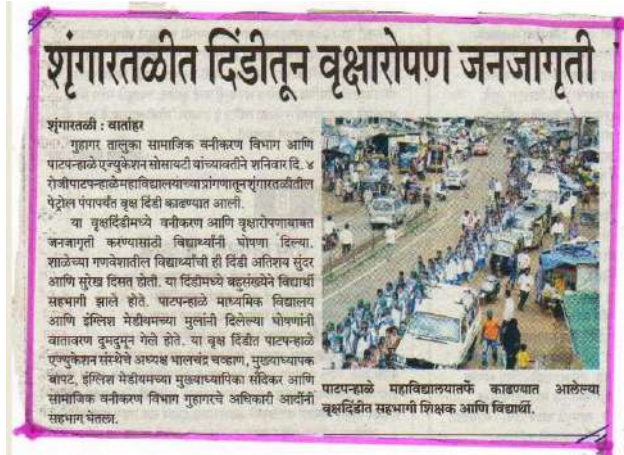 शृंगारतळीत दिंडीतून वृक्षारोपण जनजागृती
शृंगारतळी : वार्ताहर
गुहागर तालुका सामाजिक वनीकरण विभाग आणि
पाटपन्हाळे एज्युकेशन सोसायटी यांच्यावतीने शनिवार दि. ४
रोजीपाटपन्हाळेमहाविद्यालयाच्याप्रांगणातूनशृंगारतळीतील
पेट्रोल पंपापर्यंत वृक्ष दिंडी काढण्यात आली.
या वृक्षदिंडीमध्ये वनीकरण आणि वृक्षारोपणाबाबत
जनजागृती करण्यासाठी विद्यार्थ्यांनी घोषणा दिल्या.
शाळेच्या गणवेशातील विद्यार्थ्यांची ही दिंडी अतिशय सुंदर
आणि सुरेख दिसत होती. या दिंडीमध्ये बहुसंख्येने विद्यार्थी
सहभागी झाले होते. पाटपन्हाळे माध्यमिक विद्यालय
आणि इंग्लिश मेडीयमच्या मुलांनी दिलेल्या घोषणांनी
वातावरण दुमदुमून गेले होते. या वृक्ष दिंडीत पाटपन्हाळे
एज्युकेशन संस्थेचे अध्यक्ष भालचंद्र चव्हाण, मुख्याध्यापक
बापट, इंग्लिश मेडीयमच्या मुख्याध्यापिका सौंदिकर आणि
सामाजिक वनीकरण विभाग गुहागरचे अधिकारी आदींनी
सहभाग घेतला.
पाटपन्हाळे महाविद्यालयातर्फे काढण्यात आलेल्या
वृक्षदिंडीत सहभागी शिक्षक आणि विद्यार्थी.